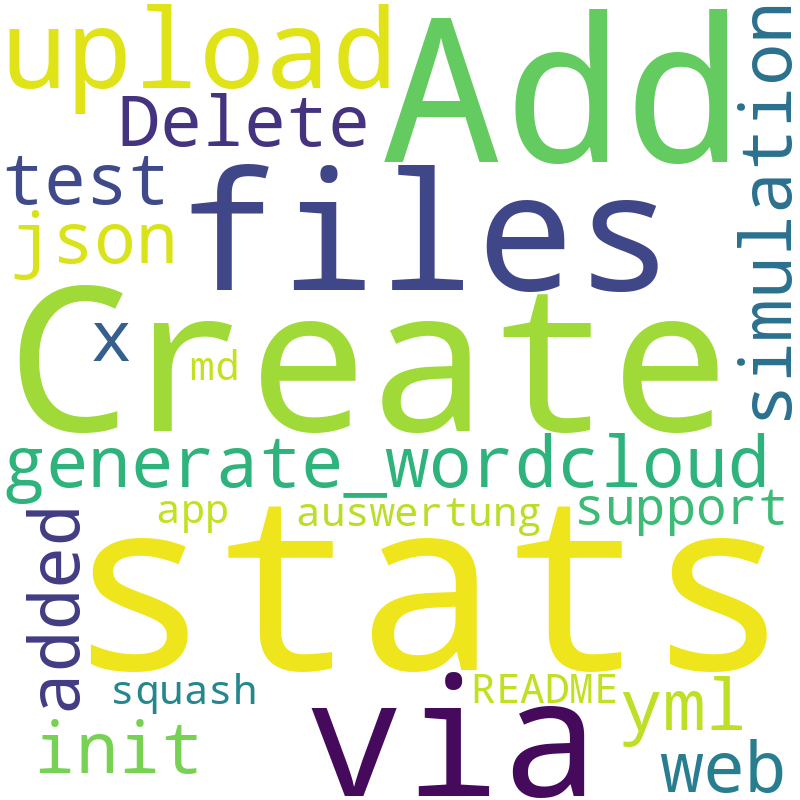 upload
Add
simulation
Delete
test
files
json
Create
x
md
generate_wordcloud
app
auswertung
support
added
stats
squash
README
yml
via
init
web